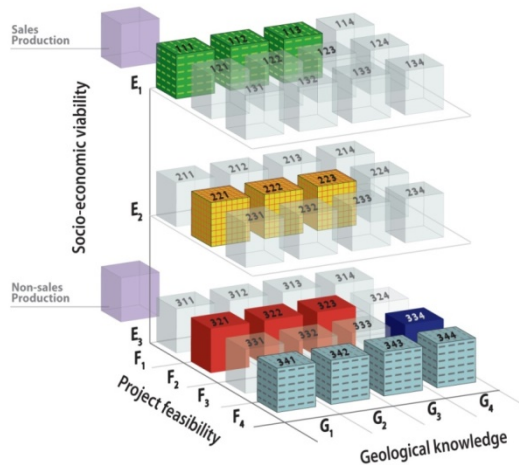 Sales
Production
111 112 113 114
121 122 123 124
131 132 133 134
E1
Socio-economic viability
211 212 213 214
221 222 223 224
231 232 233 234
E2
Non-sales
Production
311 312 313 314
321 322 323 324
331 332 333 334
341 342 343 344
E3
F1
F2
F3
F4
Project feasibility
G1
G2
G3
G4
Geological knowledge